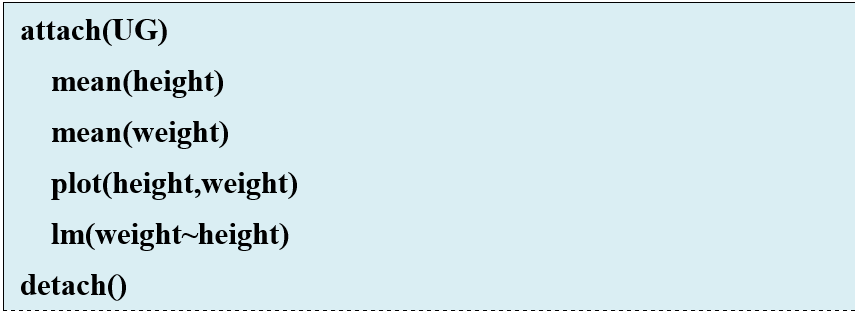 attach(UG)
mean(height)
mean(weight)
plot(height,weight)
lm(weight~height)
detach()